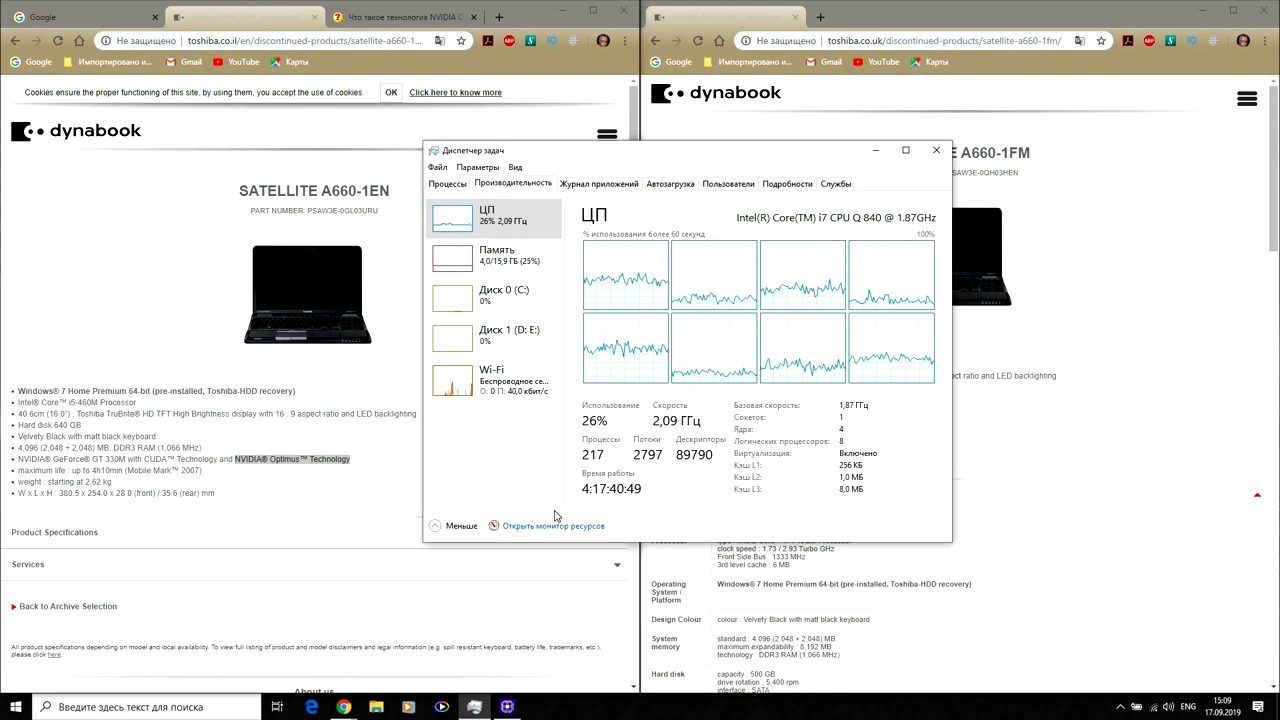 Что такое технология NVIDIA
Не защищено
toshiba.co.il/en/discontinued-products/satellite-a660-1...
Google
Импортировано и...
Gmail
YouTube
Карты
Cookies ensure the proper functioning of this site, by using them, you accept the use of cookies.
OK
Click here to know more
dynabook
SATELLITE A660-1EN
PART NUMBER: PSAW3E-0GL03URU
Windows® 7 Home Premium 64-bit (pre-installed, Toshiba-HDD recovery)
Intel® Core™ i5-460M Processor
40.6cm (16.0") , Toshiba TruBrite® HD TFT High Brightness display with 16 : 9 aspect ratio and LED backlighting
Hard disk 640 GB
Velvety Black with matt black keyboard
4,096 (2,048 + 2,048) MB, DDR3 RAM (1,066 MHz)
NVIDIA® GeForce® GT 330M with CUDA™ Technology and NVIDIA® Optimus™ Technology
maximum life : up to 4h10min (Mobile Mark™ 2007)
weight : starting at 2.62 kg
W x L x H : 380.5 x 254.0 x 28.0 (front) / 35.6 (rear) mm
Product Specifications
Services
Back to Archive Selection
All product specifications depending on model and local availability. To view full listing of product and model disclaimers and legal information (e.g. spill resistant keyboard, battery life, trademarks, etc.),
please click here.
About us
Не защищено
toshiba.co.uk/discontinued-products/satellite-a660-1fm/
Google
Импортировано и...
Gmail
YouTube
Карты
dynabook
E A660-1FM
SAW3E-0QH03HEN
ect ratio and LED backlighting
clock speed : 1.73 / 2.93 Turbo GHz
Front Side Bus : 1333 MHz
3rd level cache : 6 MB
Operating
System /
Platform
Windows® 7 Home Premium 64-bit (pre-installed, Toshiba-HDD recovery)
Design Colour
colour : Velvety Black with matt black keyboard
System
memory
standard : 4,096 (2,048 + 2,048) MB
maximum expandability : 8,192 MB
technology : DDR3 RAM (1,066 MHz)
Hard disk
capacity : 500 GB
drive rotation : 5,400 rpm
interface : SATA
Диспетчер задач
Файл
Параметры
Вид
Процессы
Производительность
Журнал приложений
Автозагрузка
Пользователи
Подробности
Службы
ЦП
26% 2,09 ГГц
Память
4,0/15,9 ГБ (25%)
Диск 0 (C:)
0%
Диск 1 (D: E:)
0%
Wi-Fi
Беспроводное се...
О: 0 П: 40,0 кбит/с
ЦП
Intel(R) Core(TM) i7 CPU Q 840 @ 1.87GHz
% использования более 60 секунд
100%
Использование
26%
Скорость
2,09 ГГц
Процессы
217
Потоки
2797
Дескрипторы
89790
Время работы
4:17:40:49
Базовая скорость: 1,87 ГГц
Сокетов: 1
Ядра: 4
Логических процессоров: 8
Виртуализация: Включено
Кэш L1: 256 КБ
Кэш L2: 1,0 МБ
Кэш L3: 8,0 МБ
Меньше
Открыть монитор ресурсов
Введите здесь текст для поиска
ENG
15:09
17.09.2019